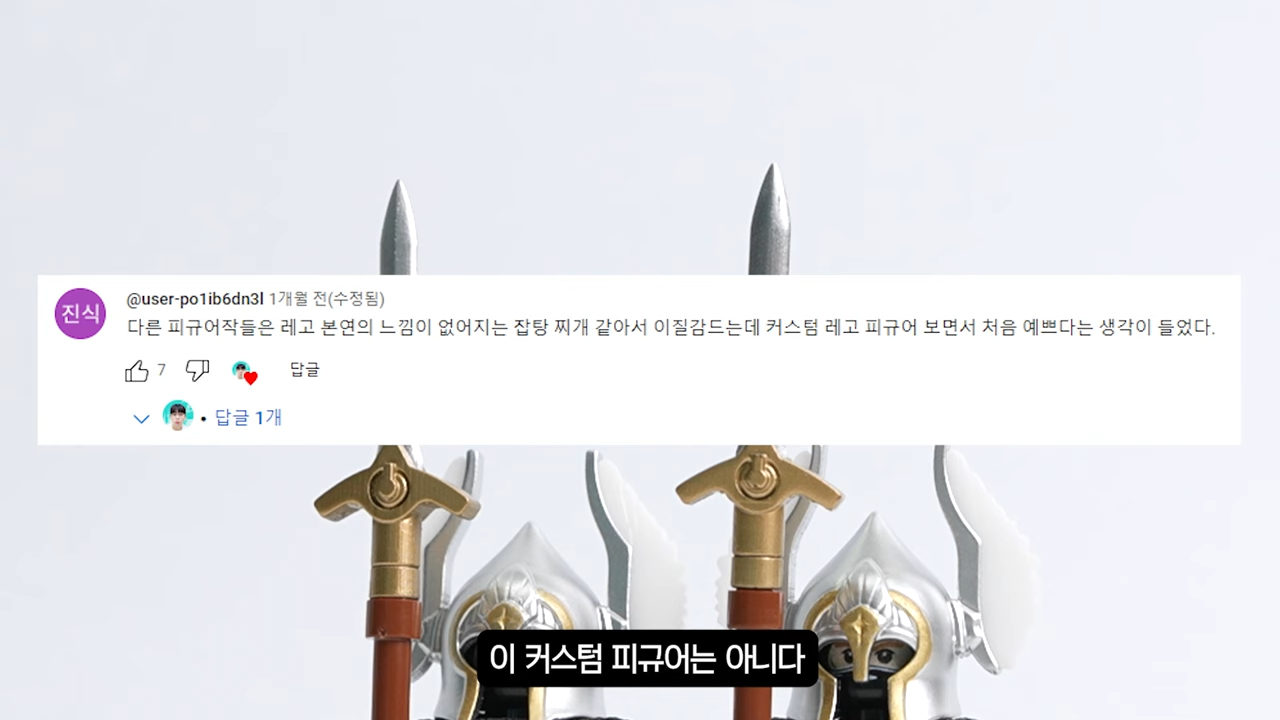 진식
@user-po1ib6dn3l 1개월 전(수정됨)
다른 피규어작들은 레고 본연의 느낌이 없어지는 잡탕 찌개 같아서 이질감드는데 커스텀 레고 피규어 보면서 처음 예쁘다는 생각이 들었다.
7 답글
• 답글 1개
이 커스텀 피규어는 아니다